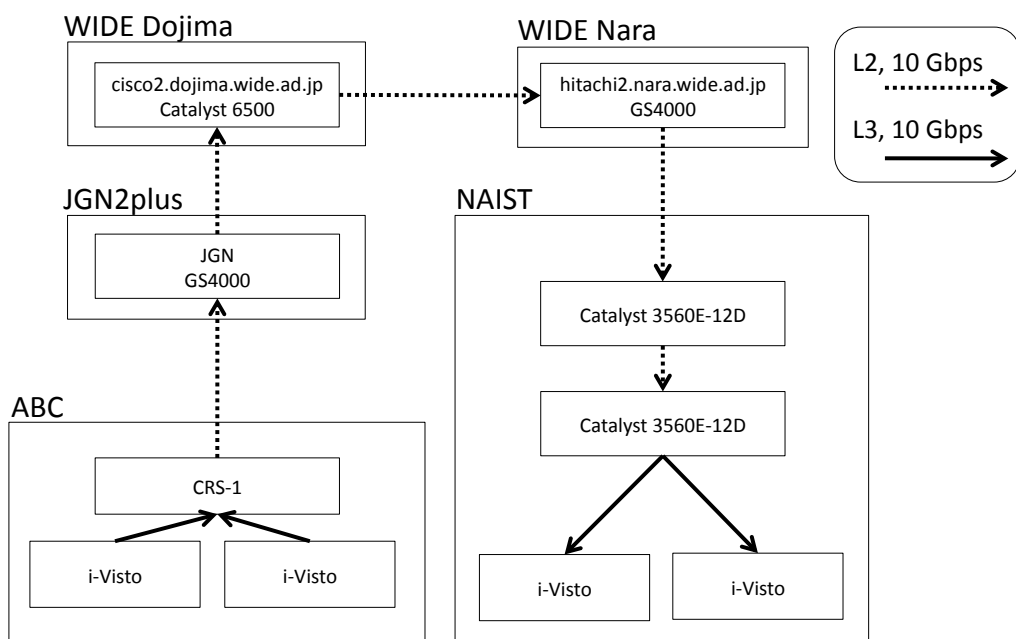 WIDE Dojima
cisco2.dojima.wide.ad.jp
Catalyst 6500
WIDE Nara
hitachi2.nara.wide.ad.jp
GS4000
L2, 10 Gbps
L3, 10 Gbps
JGN2plus
JGN
GS4000
NAIST
Catalyst 3560E-12D
Catalyst 3560E-12D
i-Visto
i-Visto
ABC
CRS-1
i-Visto
i-Visto